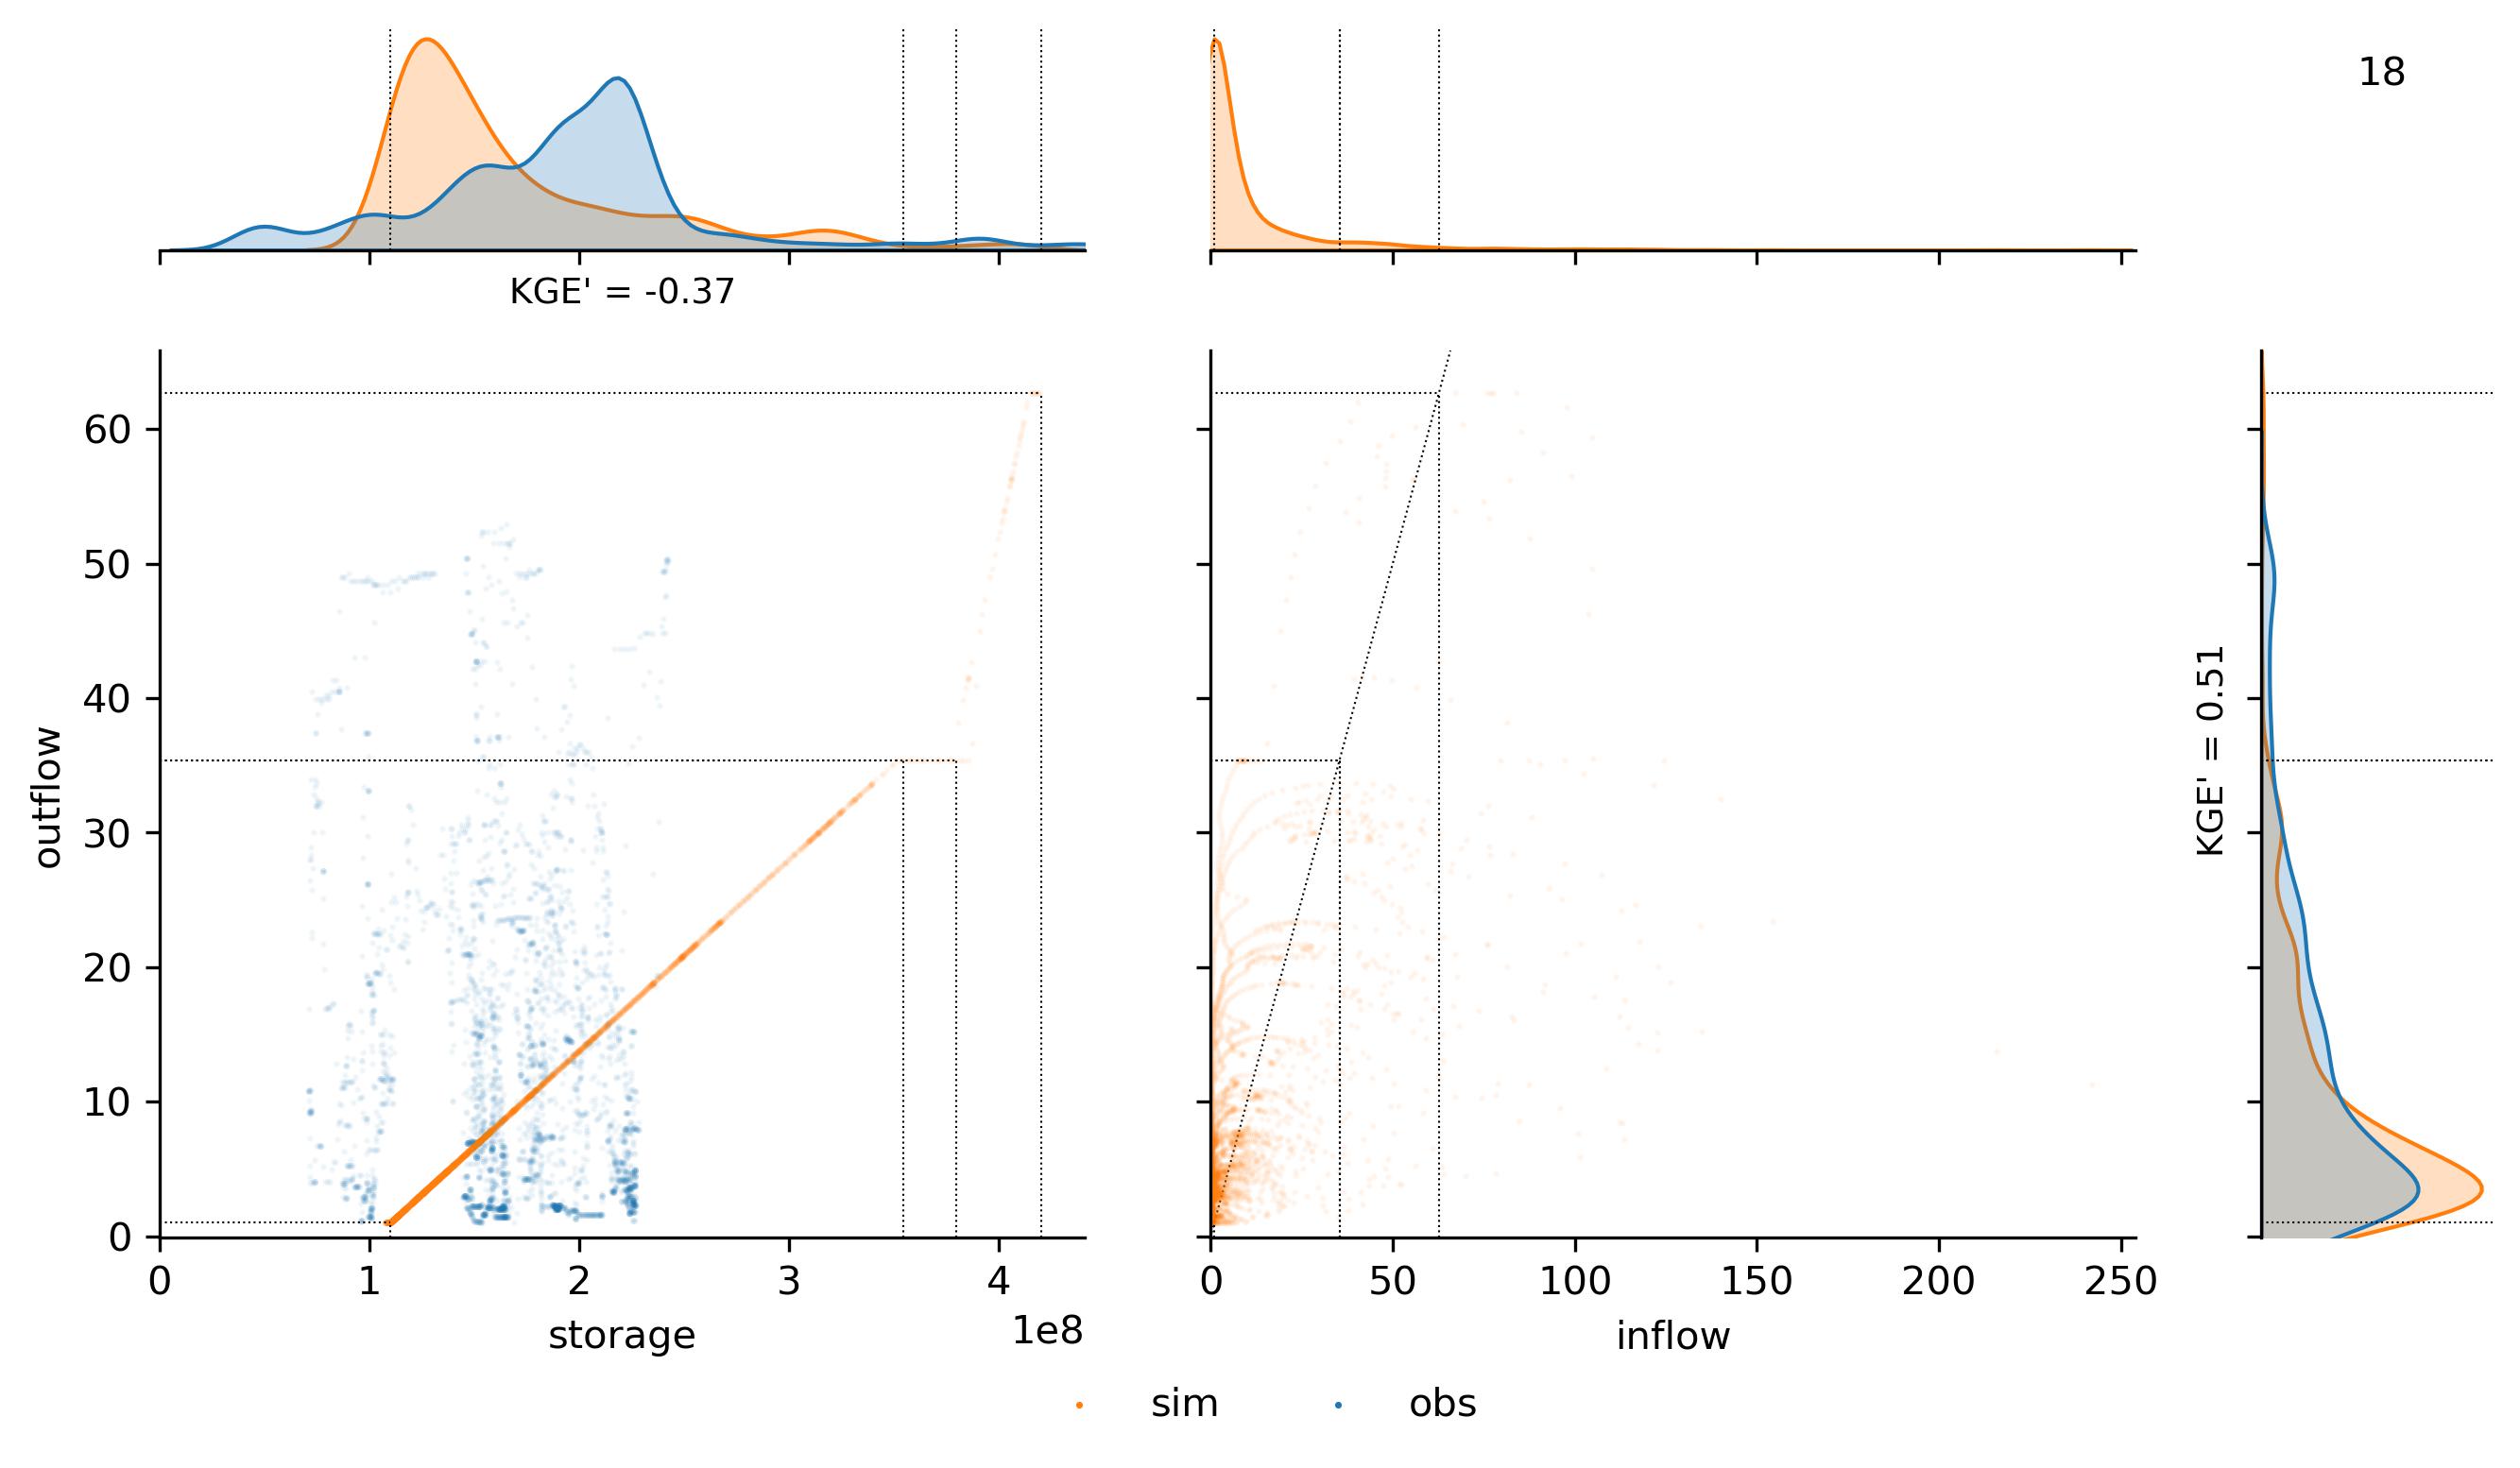 18
KGE' = -0.37
outflow
60
50
40
30
20
10
0
KGE' = 0.51
0 1 2 3 4
1e8
storage
0 50 100 150 200 250
inflow
sim obs